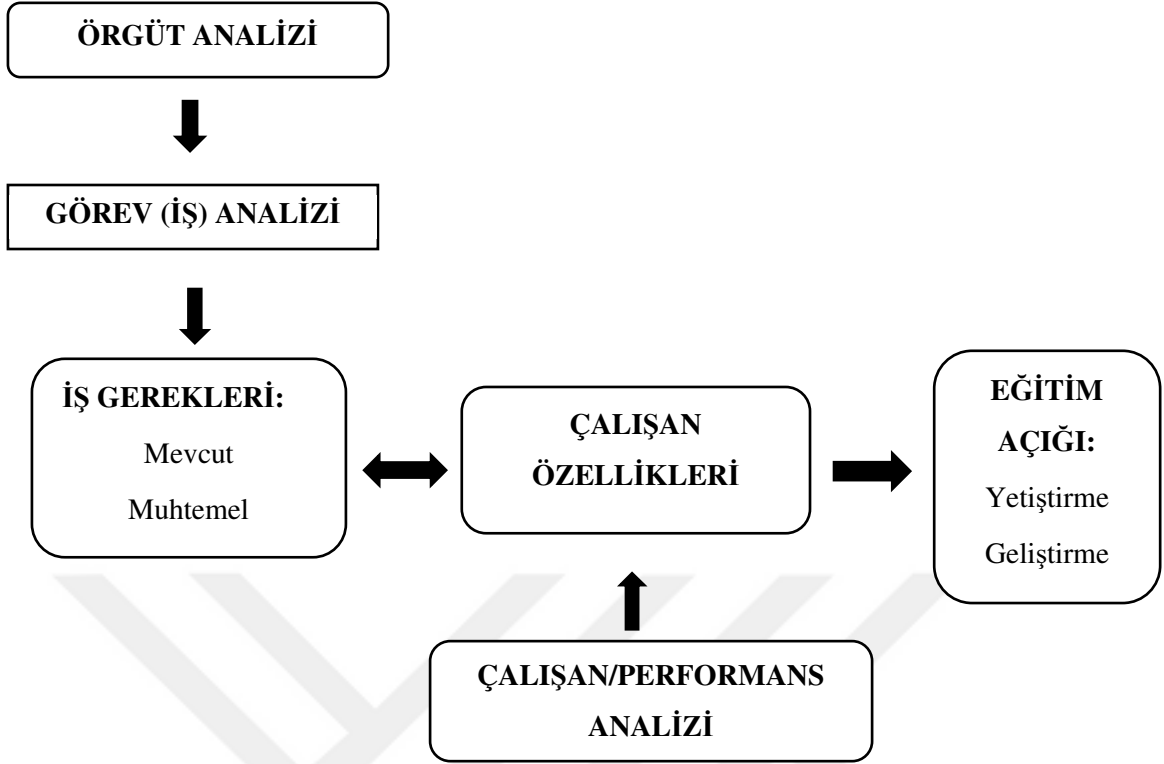 ÖRGÜT ANALİZİ
GÖREV (İŞ) ANALİZİ
İŞ GEREKLERİ:
Mevcut
Muhtemel
ÇALIŞAN
ÖZELLİKLERİ
EĞİTİM
AÇIĞI:
Yetiştirme
Geliştirme
ÇALIŞAN/PERFORMANS
ANALİZİ